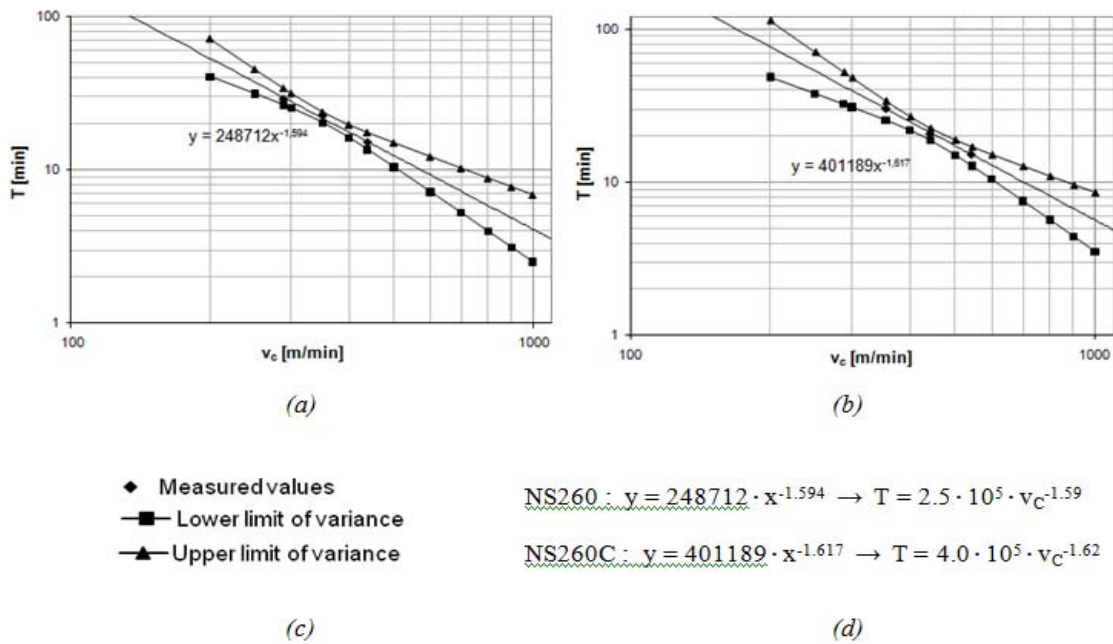 100
10
1
T [min]
y = 248712x^-1,594
100
1000
v_c [m/min]
(a)
100
10
1
T [min]
y = 401189x^-1,617
100
1000
v_c [m/min]
(b)
Measured values
Lower limit of variance
Upper limit of variance
(c)
NS260 : y = 248712 · x^-1.594 → T = 2.5 · 10^5 · v_C^-1.59
NS260C : y = 401189 · x^-1.617 → T = 4.0 · 10^5 · v_C^-1.62
(d)